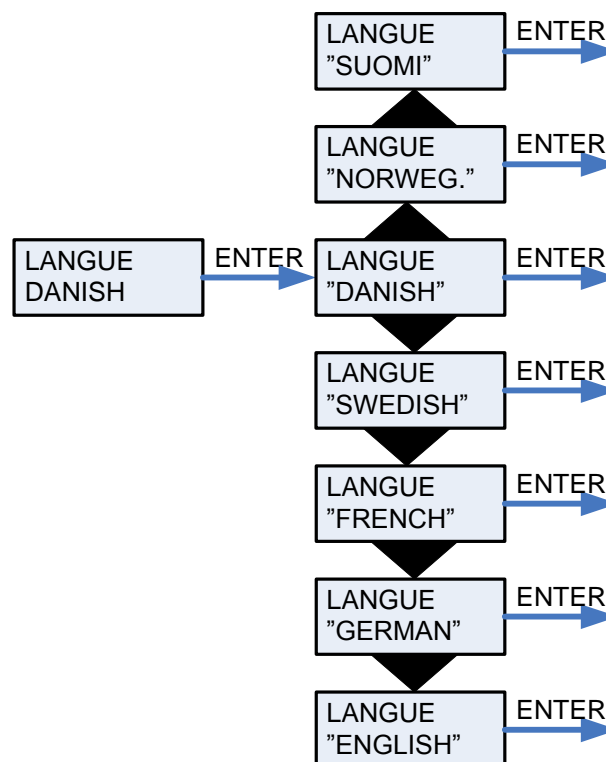 LANGUE
”SUOMI”
ENTER
LANGUE
”NORWEG.”
ENTER
LANGUE
DANISH
ENTER
LANGUE
”DANISH”
ENTER
LANGUE
”SWEDISH”
ENTER
LANGUE
”FRENCH”
ENTER
LANGUE
”GERMAN”
ENTER
LANGUE
”ENGLISH”
ENTER